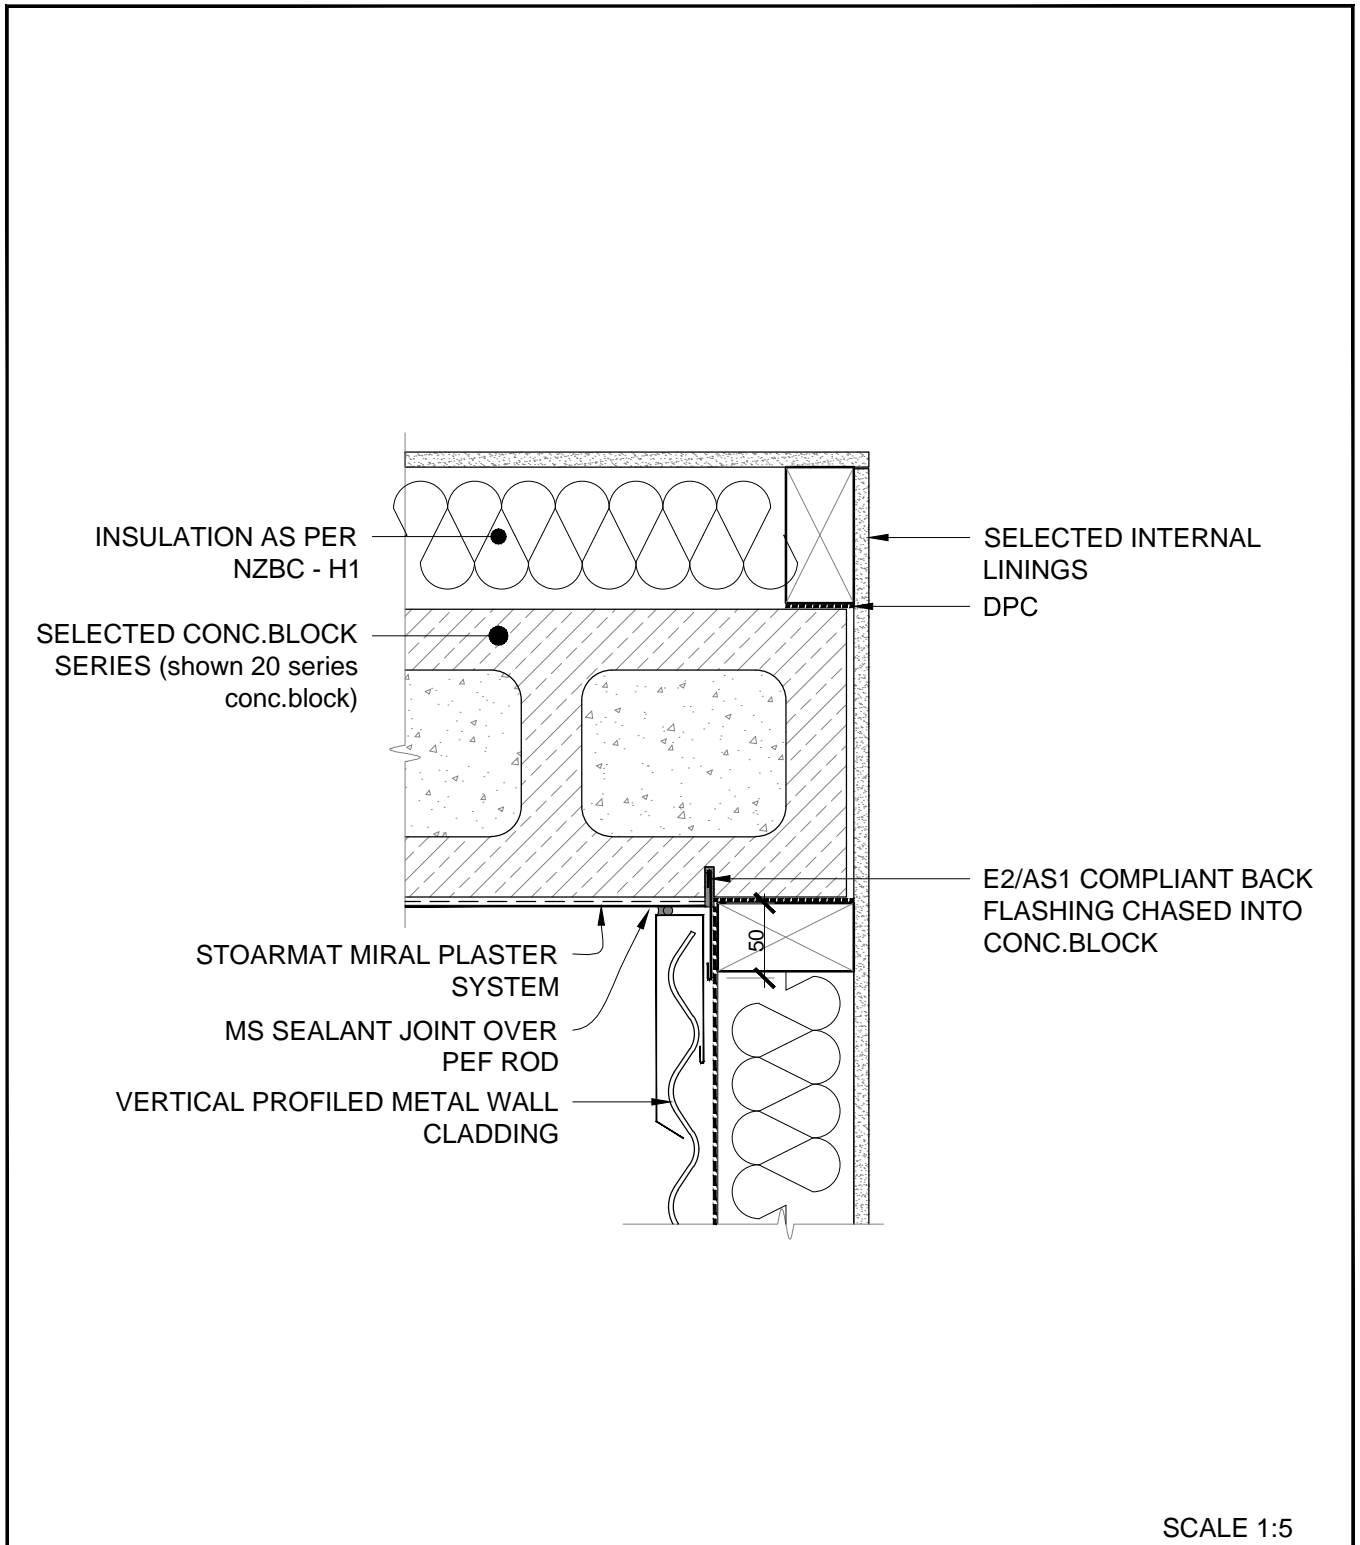 INSULATION AS PER
NZBC - H1
SELECTED CONC.BLOCK
SERIES (shown 20 series
conc.block)
SELECTED INTERNAL
LININGS
DPC
E2/AS1 COMPLIANT BACK
FLASHING CHASED INTO
CONC.BLOCK
50
STOARMAT MIRAL PLASTER
SYSTEM
MS SEALANT JOINT OVER
PEF ROD
VERTICAL PROFILED METAL WALL
CLADDING
SCALE 1:5